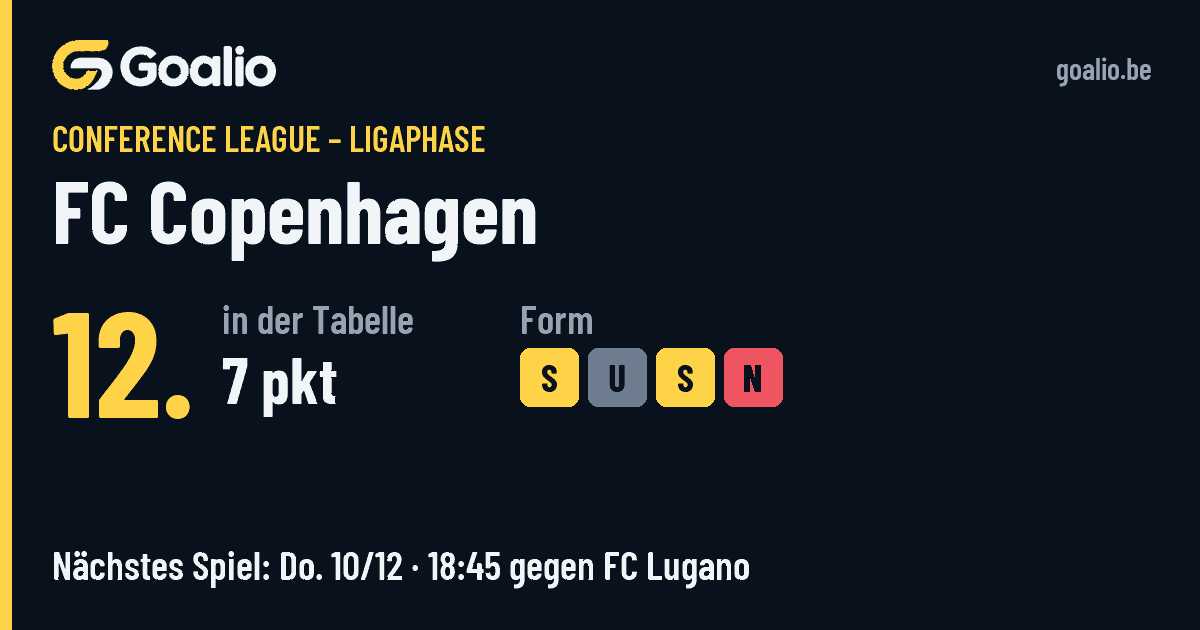 Goalio
goalio.be
CONFERENCE LEAGUE – LIGAPHASE
FC Copenhagen
12.
in der Tabelle
7 pkt
Form
S U S N
Nächstes Spiel: Do. 10/12 · 18:45 gegen FC Lugano